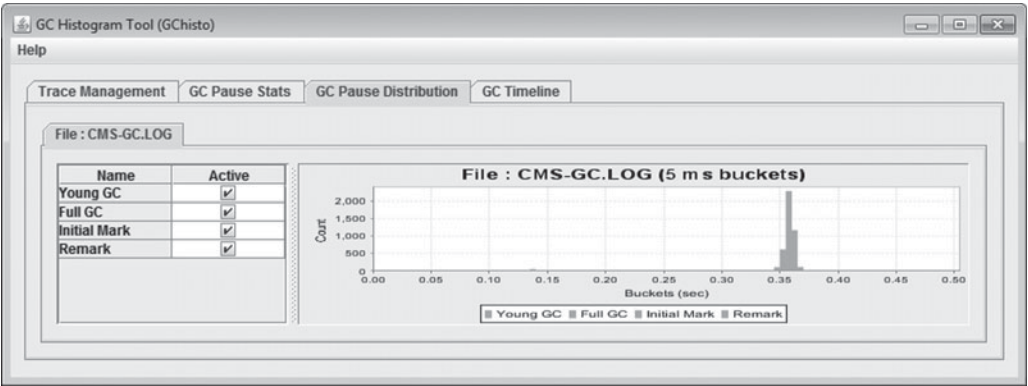 GC Histogram Tool (GChisto)
Help
Trace Management GC Pause Stats GC Pause Distribution GC Timeline
File : CMS-GC.LOG
Name Active
Young GC
Full GC
Initial Mark
Remark
File : CMS-GC.LOG (5 ms buckets)
Count
2,000
1,500
1,000
500
0
0.00 0.05 0.10 0.15 0.20 0.25 0.30 0.35 0.40 0.45 0.50
Buckets (sec)
Young GC Full GC Initial Mark Remark